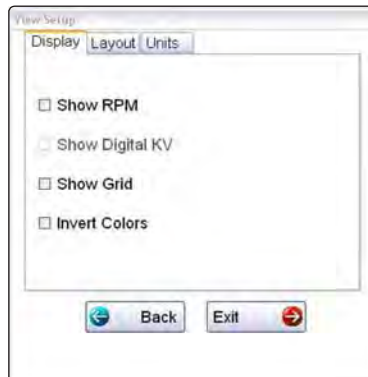 View Setup
Display Layout Units
Show RPM
Show Digital KV
Show Grid
Invert Colors
Back Exit